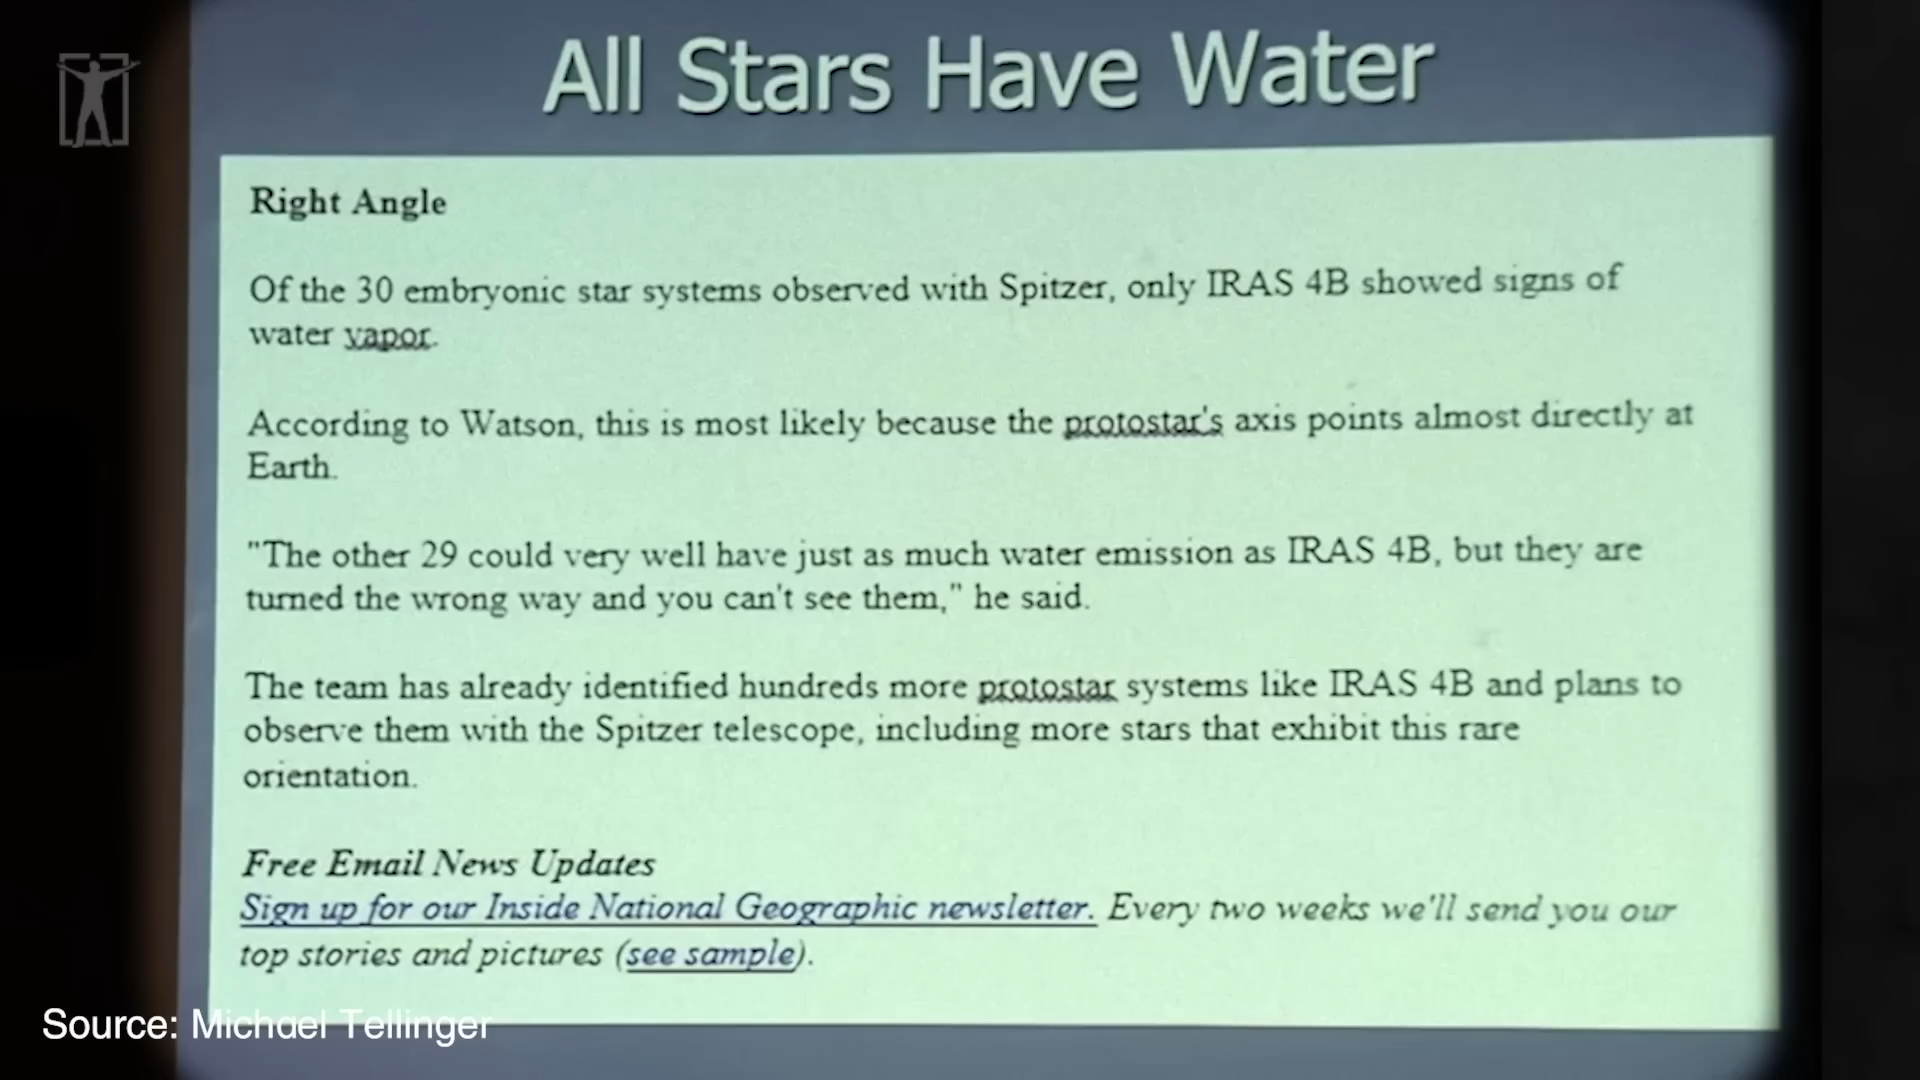 All Stars Have Water
Right Angle
Of the 30 embryonic star systems observed with Spitzer, only IRAS 4B showed signs of
water vapor.
According to Watson, this is most likely because the protostar's axis points almost directly at
Earth.
"The other 29 could very well have just as much water emission as IRAS 4B, but they are
turned the wrong way and you can't see them," he said.
The team has already identified hundreds more protostar systems like IRAS 4B and plans to
observe them with the Spitzer telescope, including more stars that exhibit this rare
orientation.
Free Email News Updates
Sign up for our Inside National Geographic newsletter. Every two weeks we'll send you our
top stories and pictures (see sample).
Source: Michael Tellinger